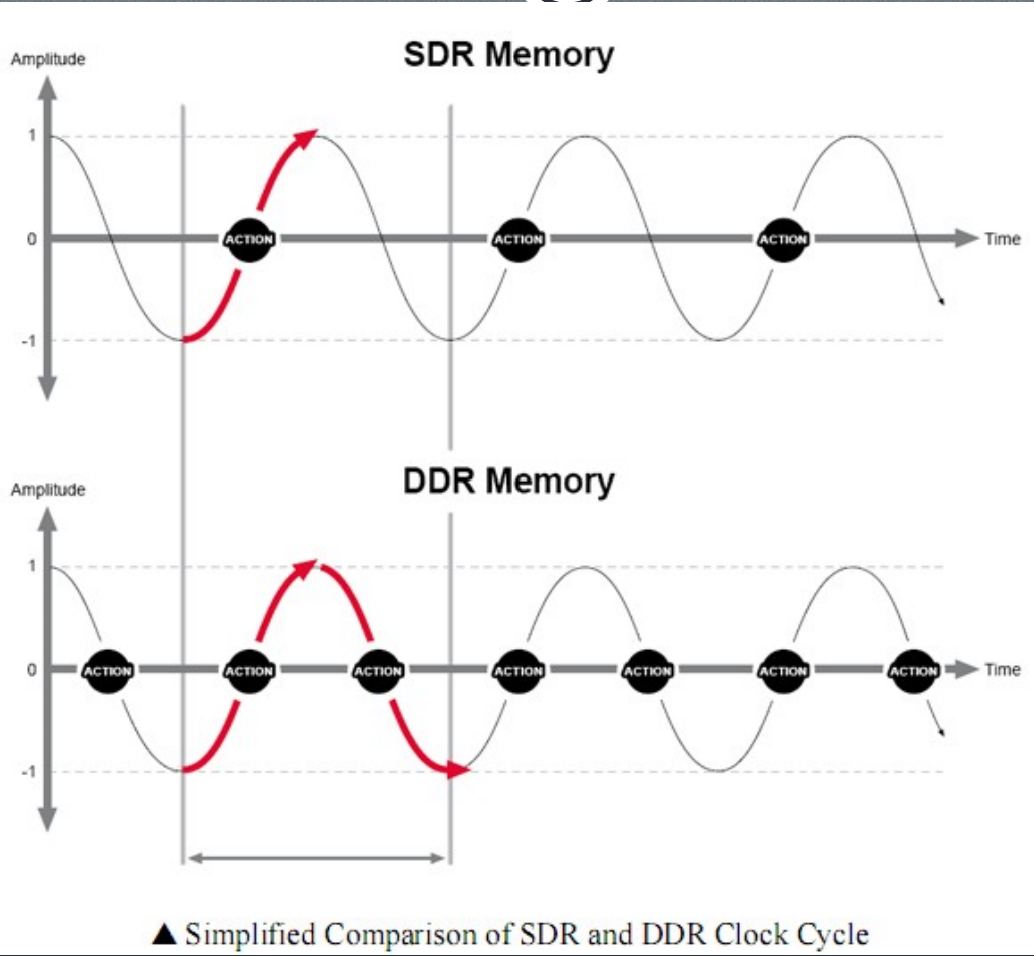 SDR Memory
Amplitude
1
ACTION ACTION ACTION
0
Time
-1
DDR Memory
Amplitude
1
ACTION ACTION ACTION ACTION ACTION ACTION ACTION
0
Time
-1
▲ Simplified Comparison of SDR and DDR Clock Cycle